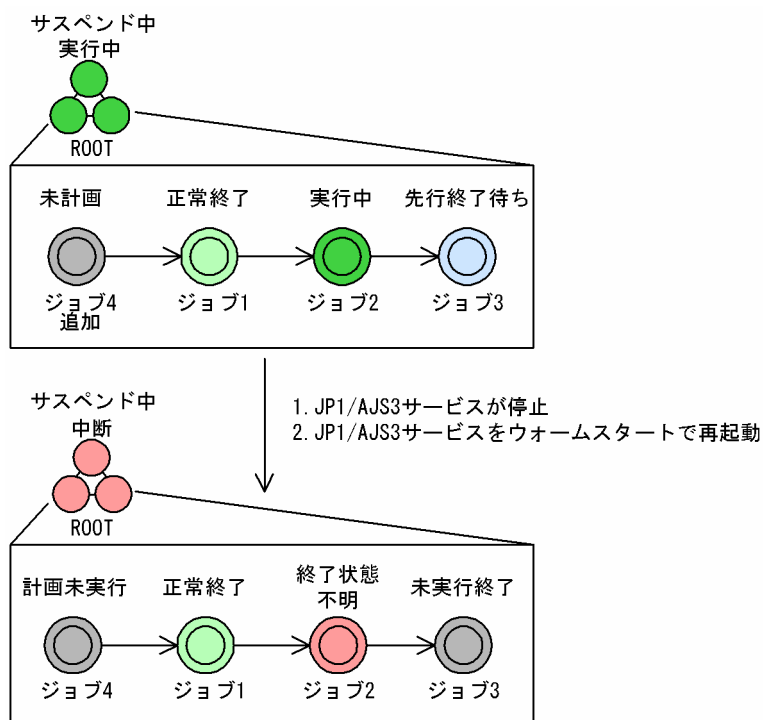 サスペンド中
実行中
ROOT
未計画 正常終了 実行中 先行終了待ち
ジョブ4 ジョブ1 ジョブ2 ジョブ3
追加
1. JP1/AJS3サービスが停止
2. JP1/AJS3サービスをウォームスタートで再起動
サスペンド中
中断
ROOT
計画未実行 正常終了 終了状態 未実行終了
不明
ジョブ4 ジョブ1 ジョブ2 ジョブ3